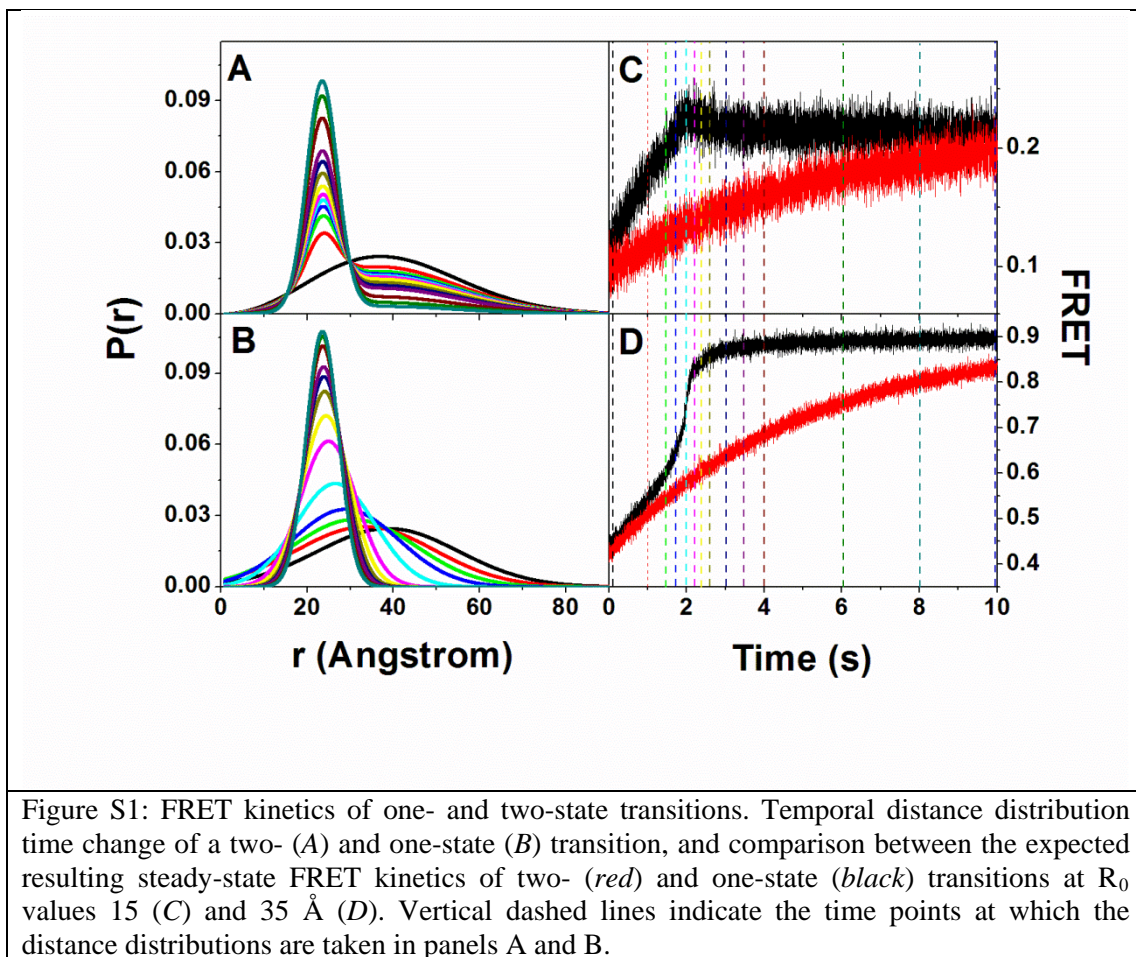 A
C
0.09
0.06
0.03
0.00
0.2
0.1
P(r)
FRET
B
D
0.09
0.06
0.03
0.00
0.9
0.8
0.7
0.6
0.5
0.4
0 20 40 60 80
0 2 4 6 8 10
r (Angstrom)
Time (s)
Figure S1: FRET kinetics of one- and two-state transitions. Temporal distance distribution
time change of a two- (A) and one-state (B) transition, and comparison between the expected
resulting steady-state FRET kinetics of two- (red) and one-state (black) transitions at R₀
values 15 (C) and 35 Å (D). Vertical dashed lines indicate the time points at which the
distance distributions are taken in panels A and B.